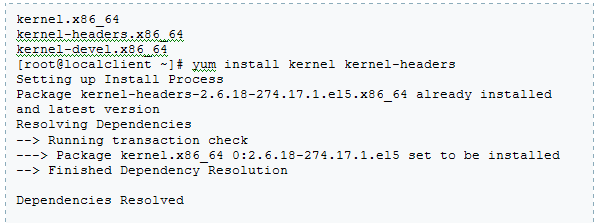 kernel.x86_64
kernel-headers.x86_64
kernel-devel.x86_64
[root@localclient ~]# yum install kernel kernel-headers
Setting up Install Process
Package kernel-headers-2.6.18-274.17.1.el5.x86_64 already installed
and latest version
Resolving Dependencies
--> Running transaction check
---> Package kernel.x86_64 0:2.6.18-274.17.1.el5 set to be installed
--> Finished Dependency Resolution
Dependencies Resolved